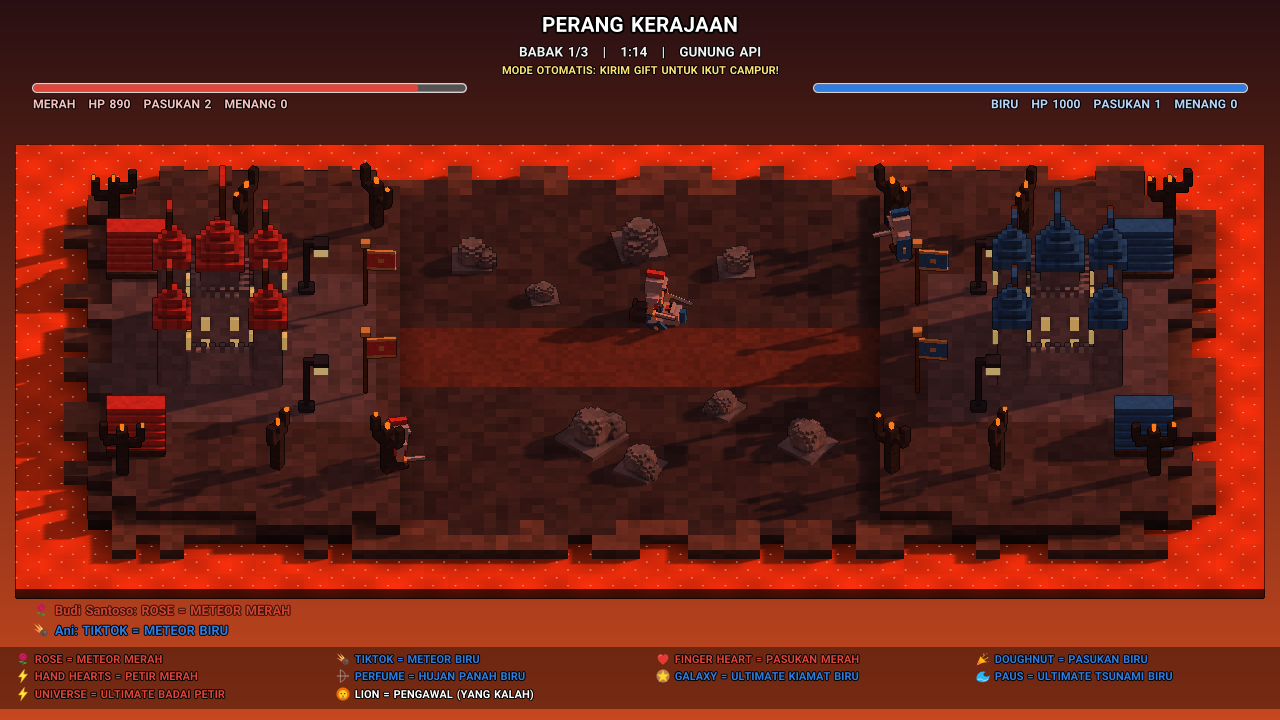 PERANG KERAJAAN
BABAK 1/3 | 1:14 | GUNUNG API
MODE OTOMATIS: KIRIM GIFT UNTUK IKUT CAMPUR!
MERAH HP 890 PASUKAN 2 MENANG 0
BIRU HP 1000 PASUKAN 1 MENANG 0
Budi Santoso: ROSE = METEOR MERAH
Ani: TIKTOK = METEOR BIRU
ROSE = METEOR MERAH
TIKTOK = METEOR BIRU
FINGER HEART = PASUKAN MERAH
DOUGHNUT = PASUKAN BIRU
HAND HEARTS = PETIR MERAH
PERFUME = HUJAN PANAH BIRU
GALAXY = ULTIMATE KIAMAT BIRU
PAUS = ULTIMATE TSUNAMI BIRU
UNIVERSE = ULTIMATE BADAI PETIR
LION = PENGAWAL (YANG KALAH)